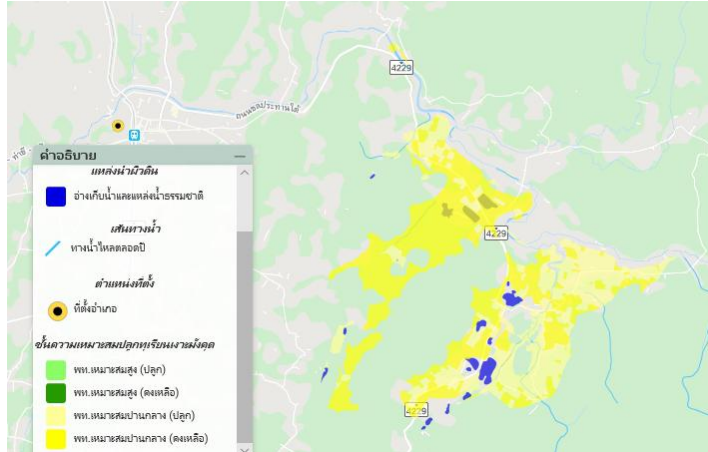 4229
ถนนชลประทานใต้
4229
4229
คำอธิบาย
แหล่งน้ำผิวดิน
อ่างเก็บน้ำและแหล่งน้ำธรรมชาติ
เส้นทางน้ำ
ทางน้ำไหลตลอดปี
ตำแหน่งที่ตั้ง
ที่ตั้งอำเภอ
ชั้นความเหมาะสมปลูกทุเรียนเงาะมังคุด
พท.เหมาะสมสูง (ปลูก)
พท.เหมาะสมสูง (คงเหลือ)
พท.เหมาะสมปานกลาง (ปลูก)
พท.เหมาะสมปานกลาง (คงเหลือ)